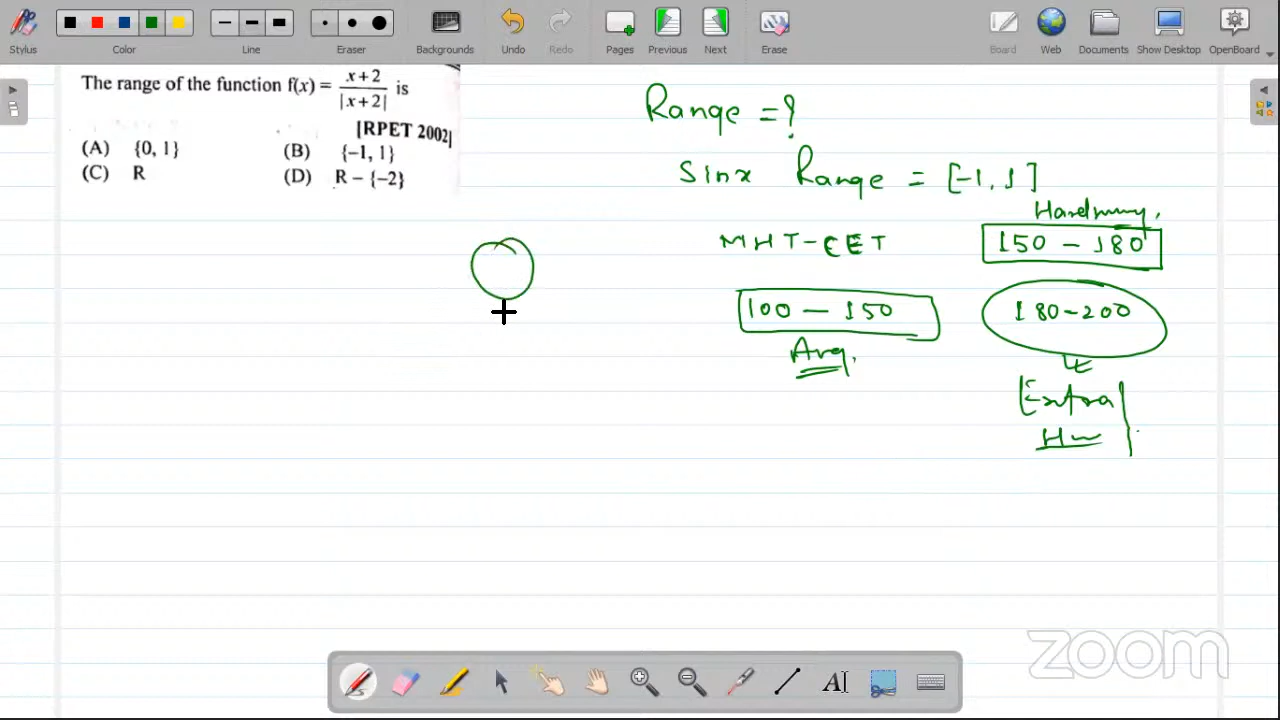 Stylus
Color
Line
Eraser
Backgrounds
Undo
Redo
Pages
Previous
Next
Erase
Board
Web
Documents
Show Desktop
OpenBoard
The range of the function f(x) = x+2 / |x+2| is
[RPET 2002]
(A) {0, 1}
(B) {−1, 1}
(C) R
(D) R − {−2}
Range = ?
Sinx Range = [-1, 1]
MHT-CET
150 - 180
100 — 150
180-200
Extra
Hw
zoom